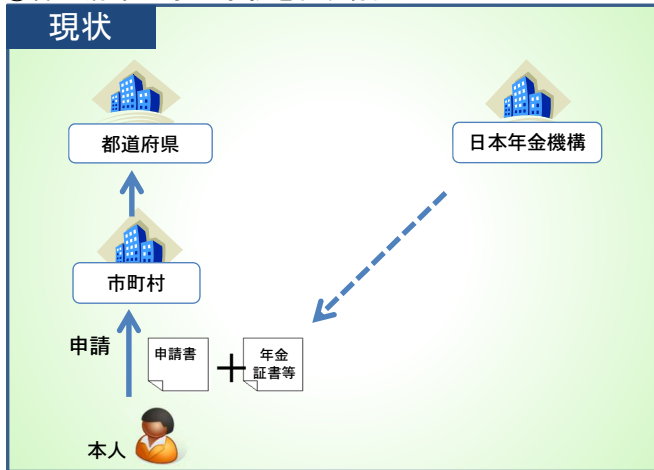 現状
都道府県
日本年金機構
市町村
申請
申請書
＋
年金
証書等
本人